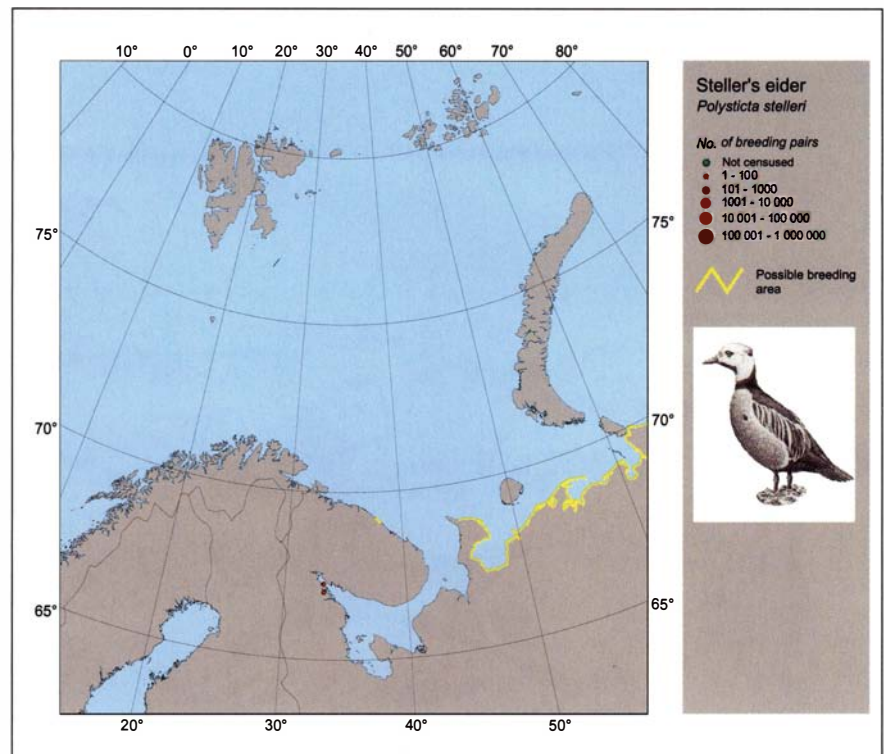 10° 0° 10° 20° 30° 40° 50° 60° 70° 80°
75°
70°
65°
75°
70°
65°
20° 30° 40° 50°
Steller's eider
Polysticta stelleri
No. of breeding pairs
Not censused
1 - 100
101 - 1000
1001 - 10 000
10 001 - 100 000
100 001 - 1 000 000
Possible breeding
area